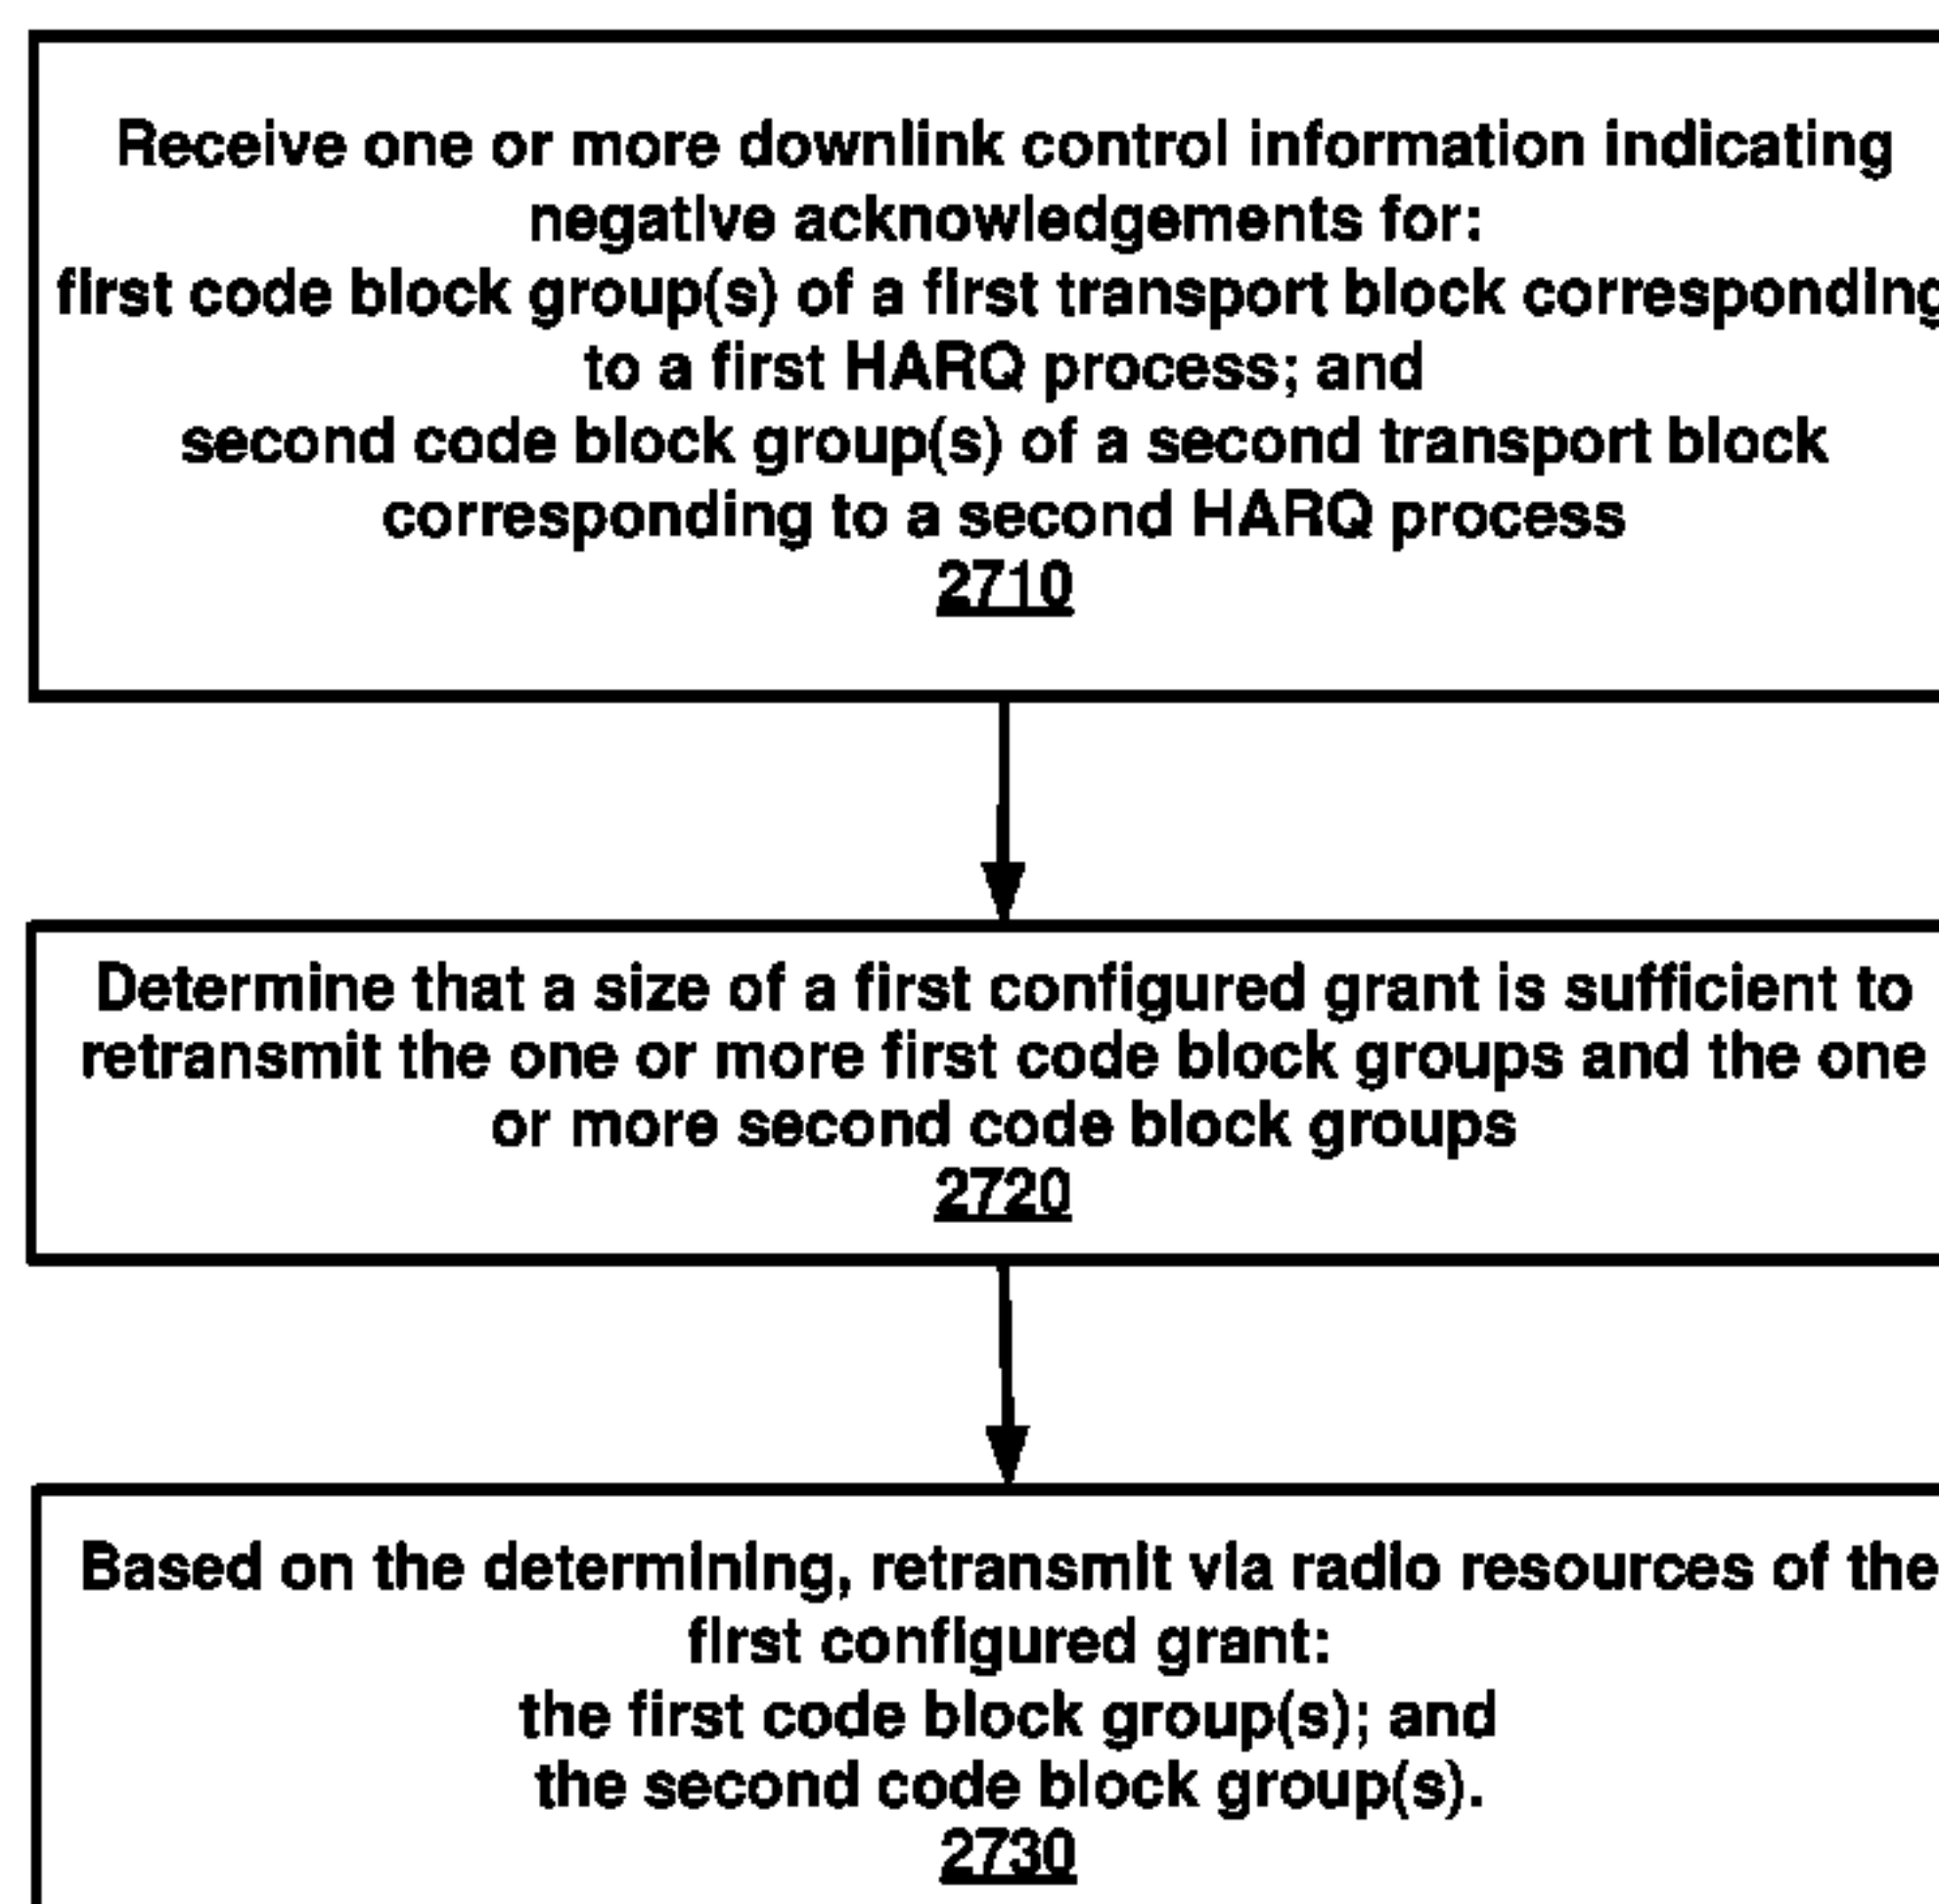 Receive one or more downlink control information indicating
negative acknowledgements for:
first code block group(s) of a first transport block corresponding
to a first HARQ process; and
second code block group(s) of a second transport block
corresponding to a second HARQ process
2710
Determine that a size of a first configured grant is sufficient to
retransmit the one or more first code block groups and the one
or more second code block groups
2720
Based on the determining, retransmit via radio resources of the
first configured grant:
the first code block group(s); and
the second code block group(s).
2730